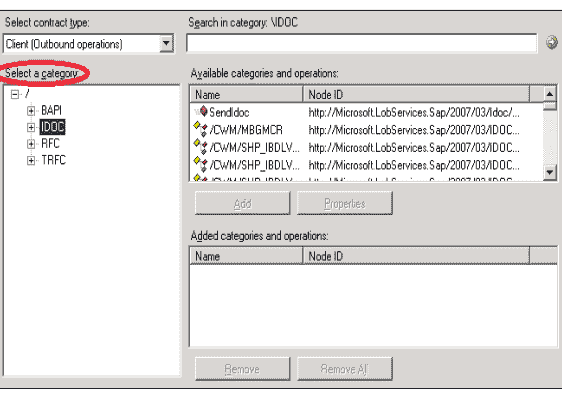 Select contract type:
Search in category: \IDOC
Client (Outbound operations)
Select a category:
Available categories and operations:
/
BAPI
IDOC
RFC
TRFC
Name Node ID
SendIdoc http://Microsoft.LobServices.Sap/2007/03/Idoc/...
/CWM/MBGMCR http://Microsoft.LobServices.Sap/2007/03/IDOC...
/CWM/SHP_IBDLV... http://Microsoft.LobServices.Sap/2007/03/IDOC...
/CWM/SHP_IBDLV... http://Microsoft.LobServices.Sap/2007/03/IDOC...
Add Properties
Added categories and operations:
Name Node ID
Remove Remove All